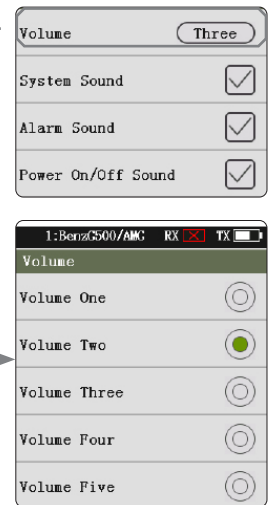 Volume Three
System Sound
Alarm Sound
Power On/Off Sound
1:BenzG500/AMG RX TX
Volume
Volume One
Volume Two
Volume Three
Volume Four
Volume Five